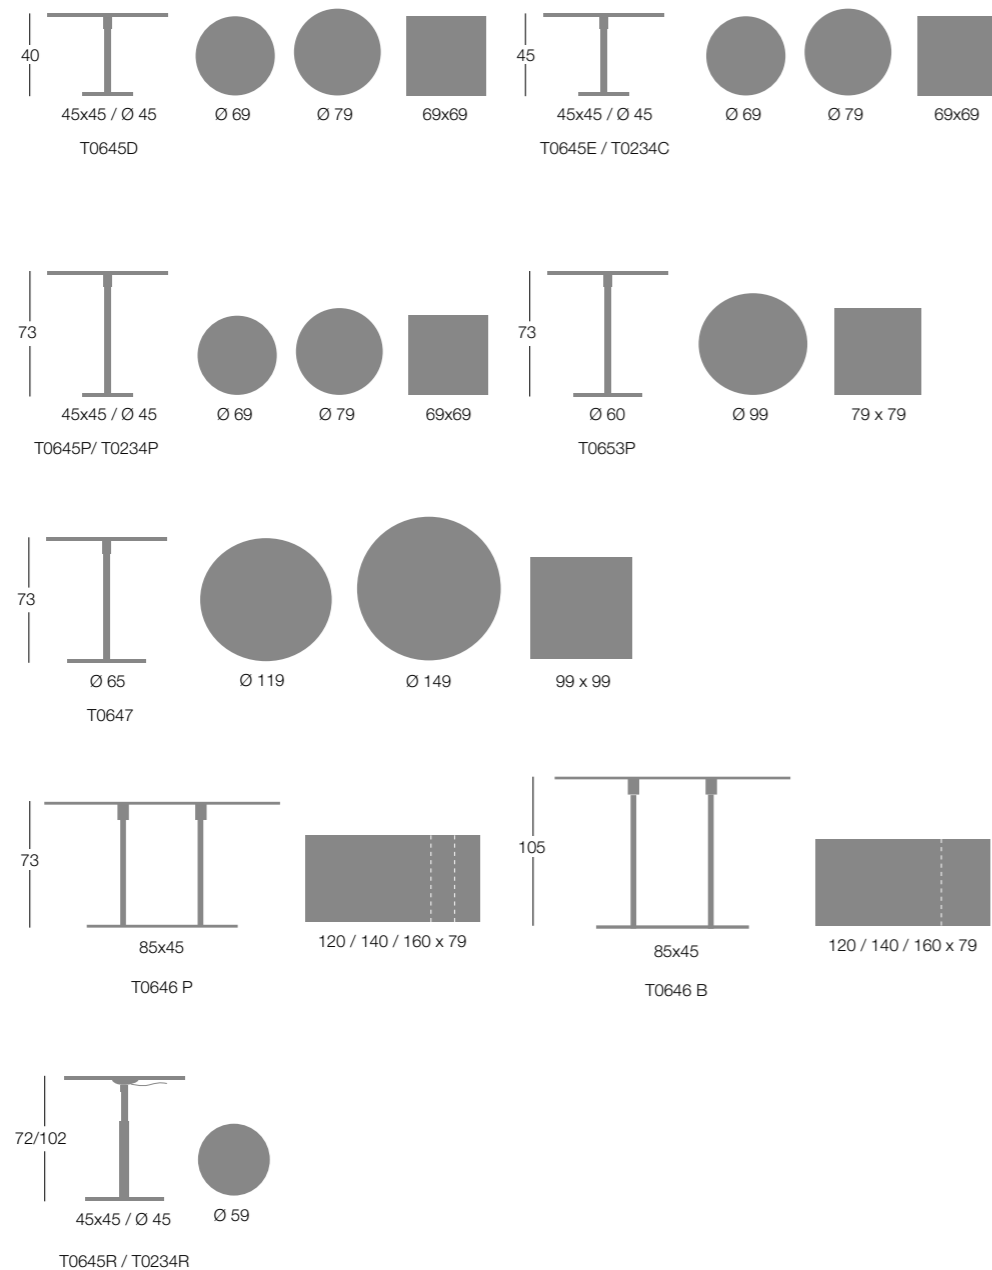 40
45x45 / Ø 45
Ø 69
Ø 79
69x69
T0645D
45
45x45 / Ø 45
Ø 69
Ø 79
69x69
T0645E / T0234C
73
45x45 / Ø 45
Ø 69
Ø 79
69x69
T0645P/ T0234P
73
Ø 60
Ø 99
79 x 79
T0653P
73
Ø 65
Ø 119
Ø 149
99 x 99
T0647
73
85x45
120 / 140 / 160 x 79
T0646 P
105
85x45
120 / 140 / 160 x 79
T0646 B
72/102
45x45 / Ø 45
Ø 59
T0645R / T0234R